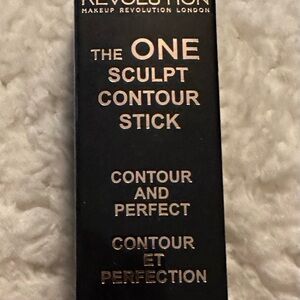 REVOLUTION
MAKEUP REVOLUTION LONDON
THE ONE
SCULPT
CONTOUR
STICK
CONTOUR
AND
PERFECT
CONTOUR
ET
PERFECTION